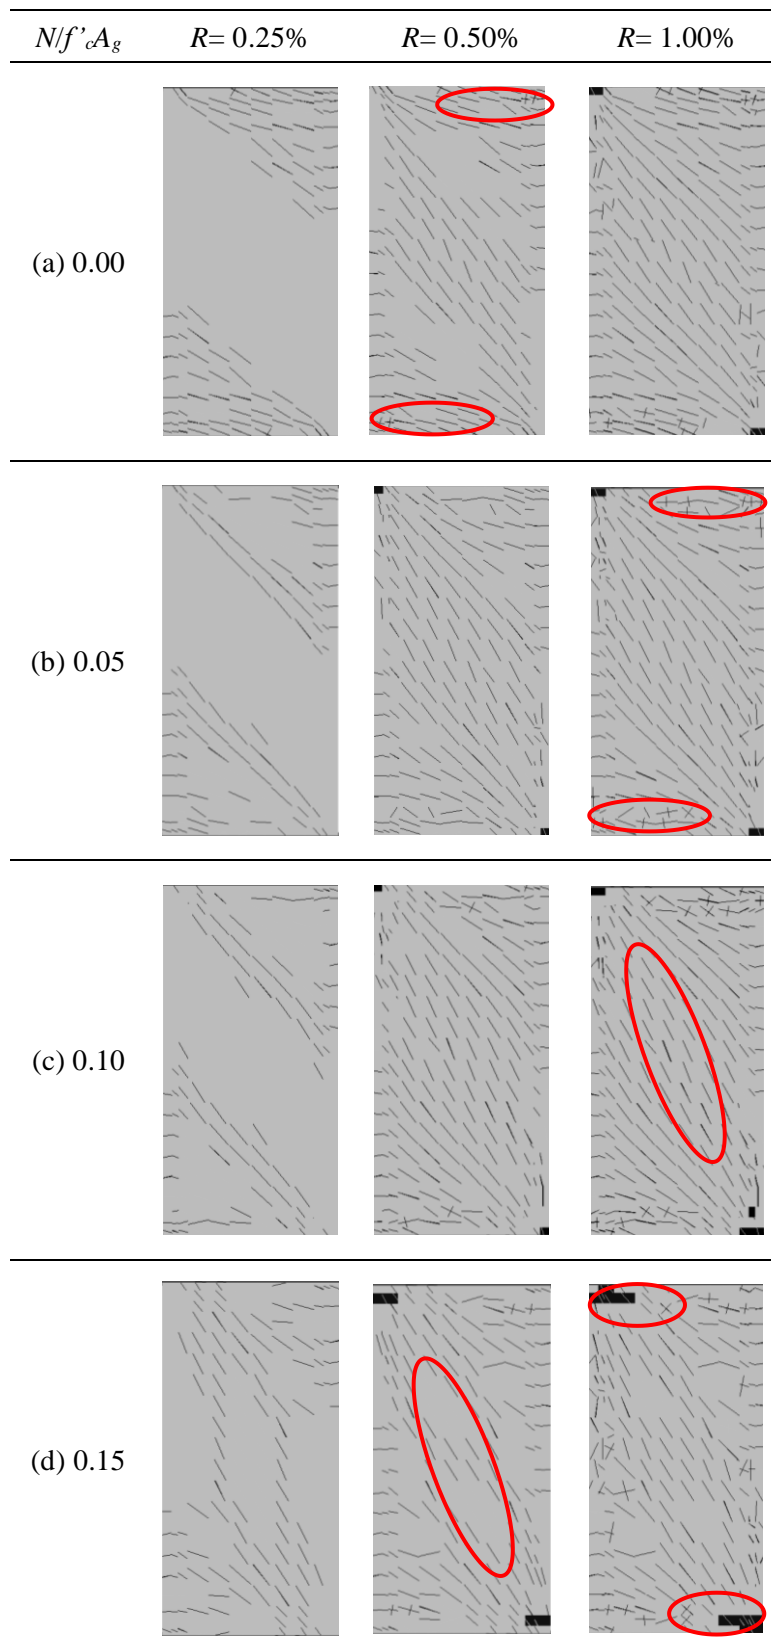 N/f’cAg R= 0.25% R= 0.50% R= 1.00%
(a) 0.00
(b) 0.05
(c) 0.10
(d) 0.15